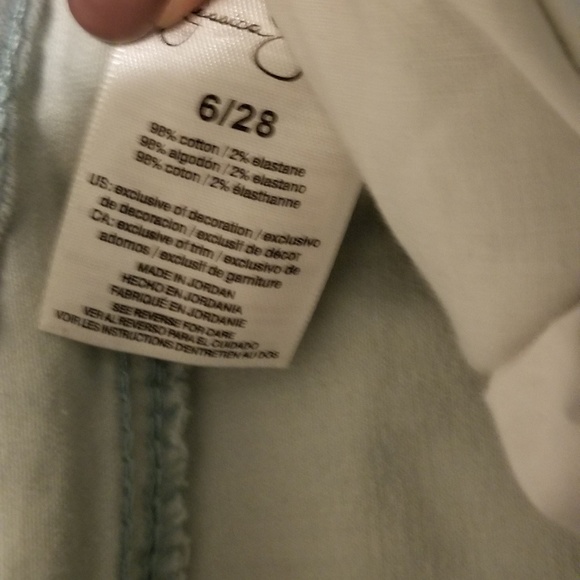 Jessica
6/28
98% cotton / 2% elastane
98% algodón / 2% elastano
98% coton / 2% élasthanne
US: exclusive of decoration / exclusivo
de decoracion / exclusif de décor
CA: exclusive of trim / exclusivo de
adornos / exclusif de garniture
MADE IN JORDAN
HECHO EN JORDANIA
FABRIQUÉ EN JORDANIE
SEE REVERSE FOR CARE
VER AL REVERSO PARA EL CUIDADO
VOIR LES INSTRUCTIONS D'ENTRETIEN AU DOS